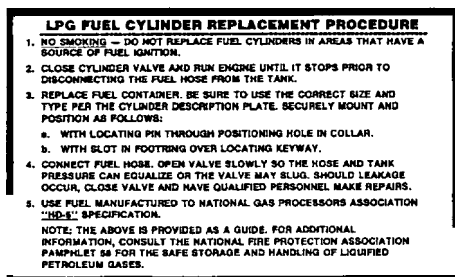 LPG FUEL CYLINDER REPLACEMENT PROCEDURE
1. NO SMOKING — DO NOT REPLACE FUEL CYLINDERS IN AREAS THAT HAVE A
SOURCE OF FUEL IGNITION.
2. CLOSE CYLINDER VALVE AND RUN ENGINE UNTIL IT STOPS PRIOR TO
DISCONNECTING THE FUEL HOSE FROM THE TANK.
3. REPLACE FUEL CONTAINER. BE SURE TO USE THE CORRECT SIZE AND
TYPE PER THE CYLINDER DESCRIPTION PLATE. SECURELY MOUNT AND
POSITION AS FOLLOWS:
a. WITH LOCATING PIN THROUGH POSITIONING HOLE IN COLLAR.
b. WITH SLOT IN FOOTRING OVER LOCATING KEYWAY.
4. CONNECT FUEL HOSE. OPEN VALVE SLOWLY SO THE HOSE AND TANK
PRESSURE CAN EQUALIZE OR THE VALVE MAY SLUG. SHOULD LEAKAGE
OCCUR, CLOSE VALVE AND HAVE QUALIFIED PERSONNEL MAKE REPAIRS.
5. USE FUEL MANUFACTURED TO NATIONAL GAS PROCESSORS ASSOCIATION
"HD-5" SPECIFICATION.
NOTE: THE ABOVE IS PROVIDED AS A GUIDE. FOR ADDITIONAL
INFORMATION, CONSULT THE NATIONAL FIRE PROTECTION ASSOCIATION
PAMPHLET 58 FOR THE SAFE STORAGE AND HANDLING OF LIQUIFIED
PETROLEUM GASES.